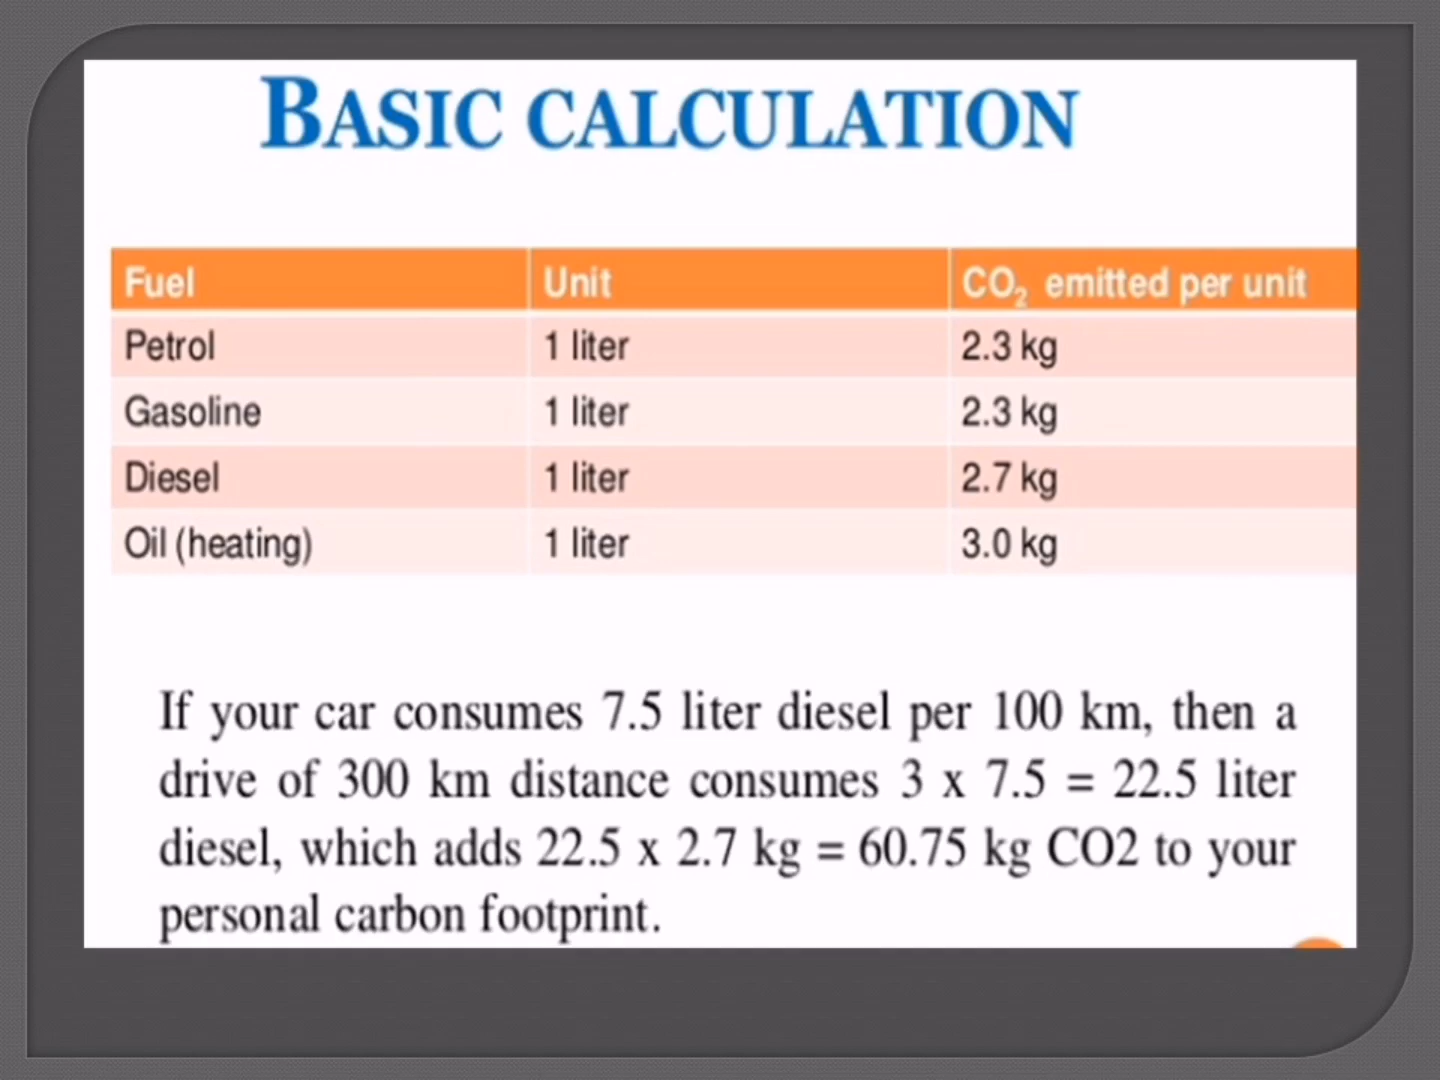 BASIC CALCULATION
Fuel Unit CO₂ emitted per unit
Petrol 1 liter 2.3 kg
Gasoline 1 liter 2.3 kg
Diesel 1 liter 2.7 kg
Oil (heating) 1 liter 3.0 kg
If your car consumes 7.5 liter diesel per 100 km, then a
drive of 300 km distance consumes 3 x 7.5 = 22.5 liter
diesel, which adds 22.5 x 2.7 kg = 60.75 kg CO2 to your
personal carbon footprint.